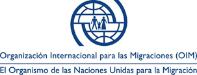 Organización Internacional para las Migraciones (OIM)
El Organismo de las Naciones Unidas para la Migración